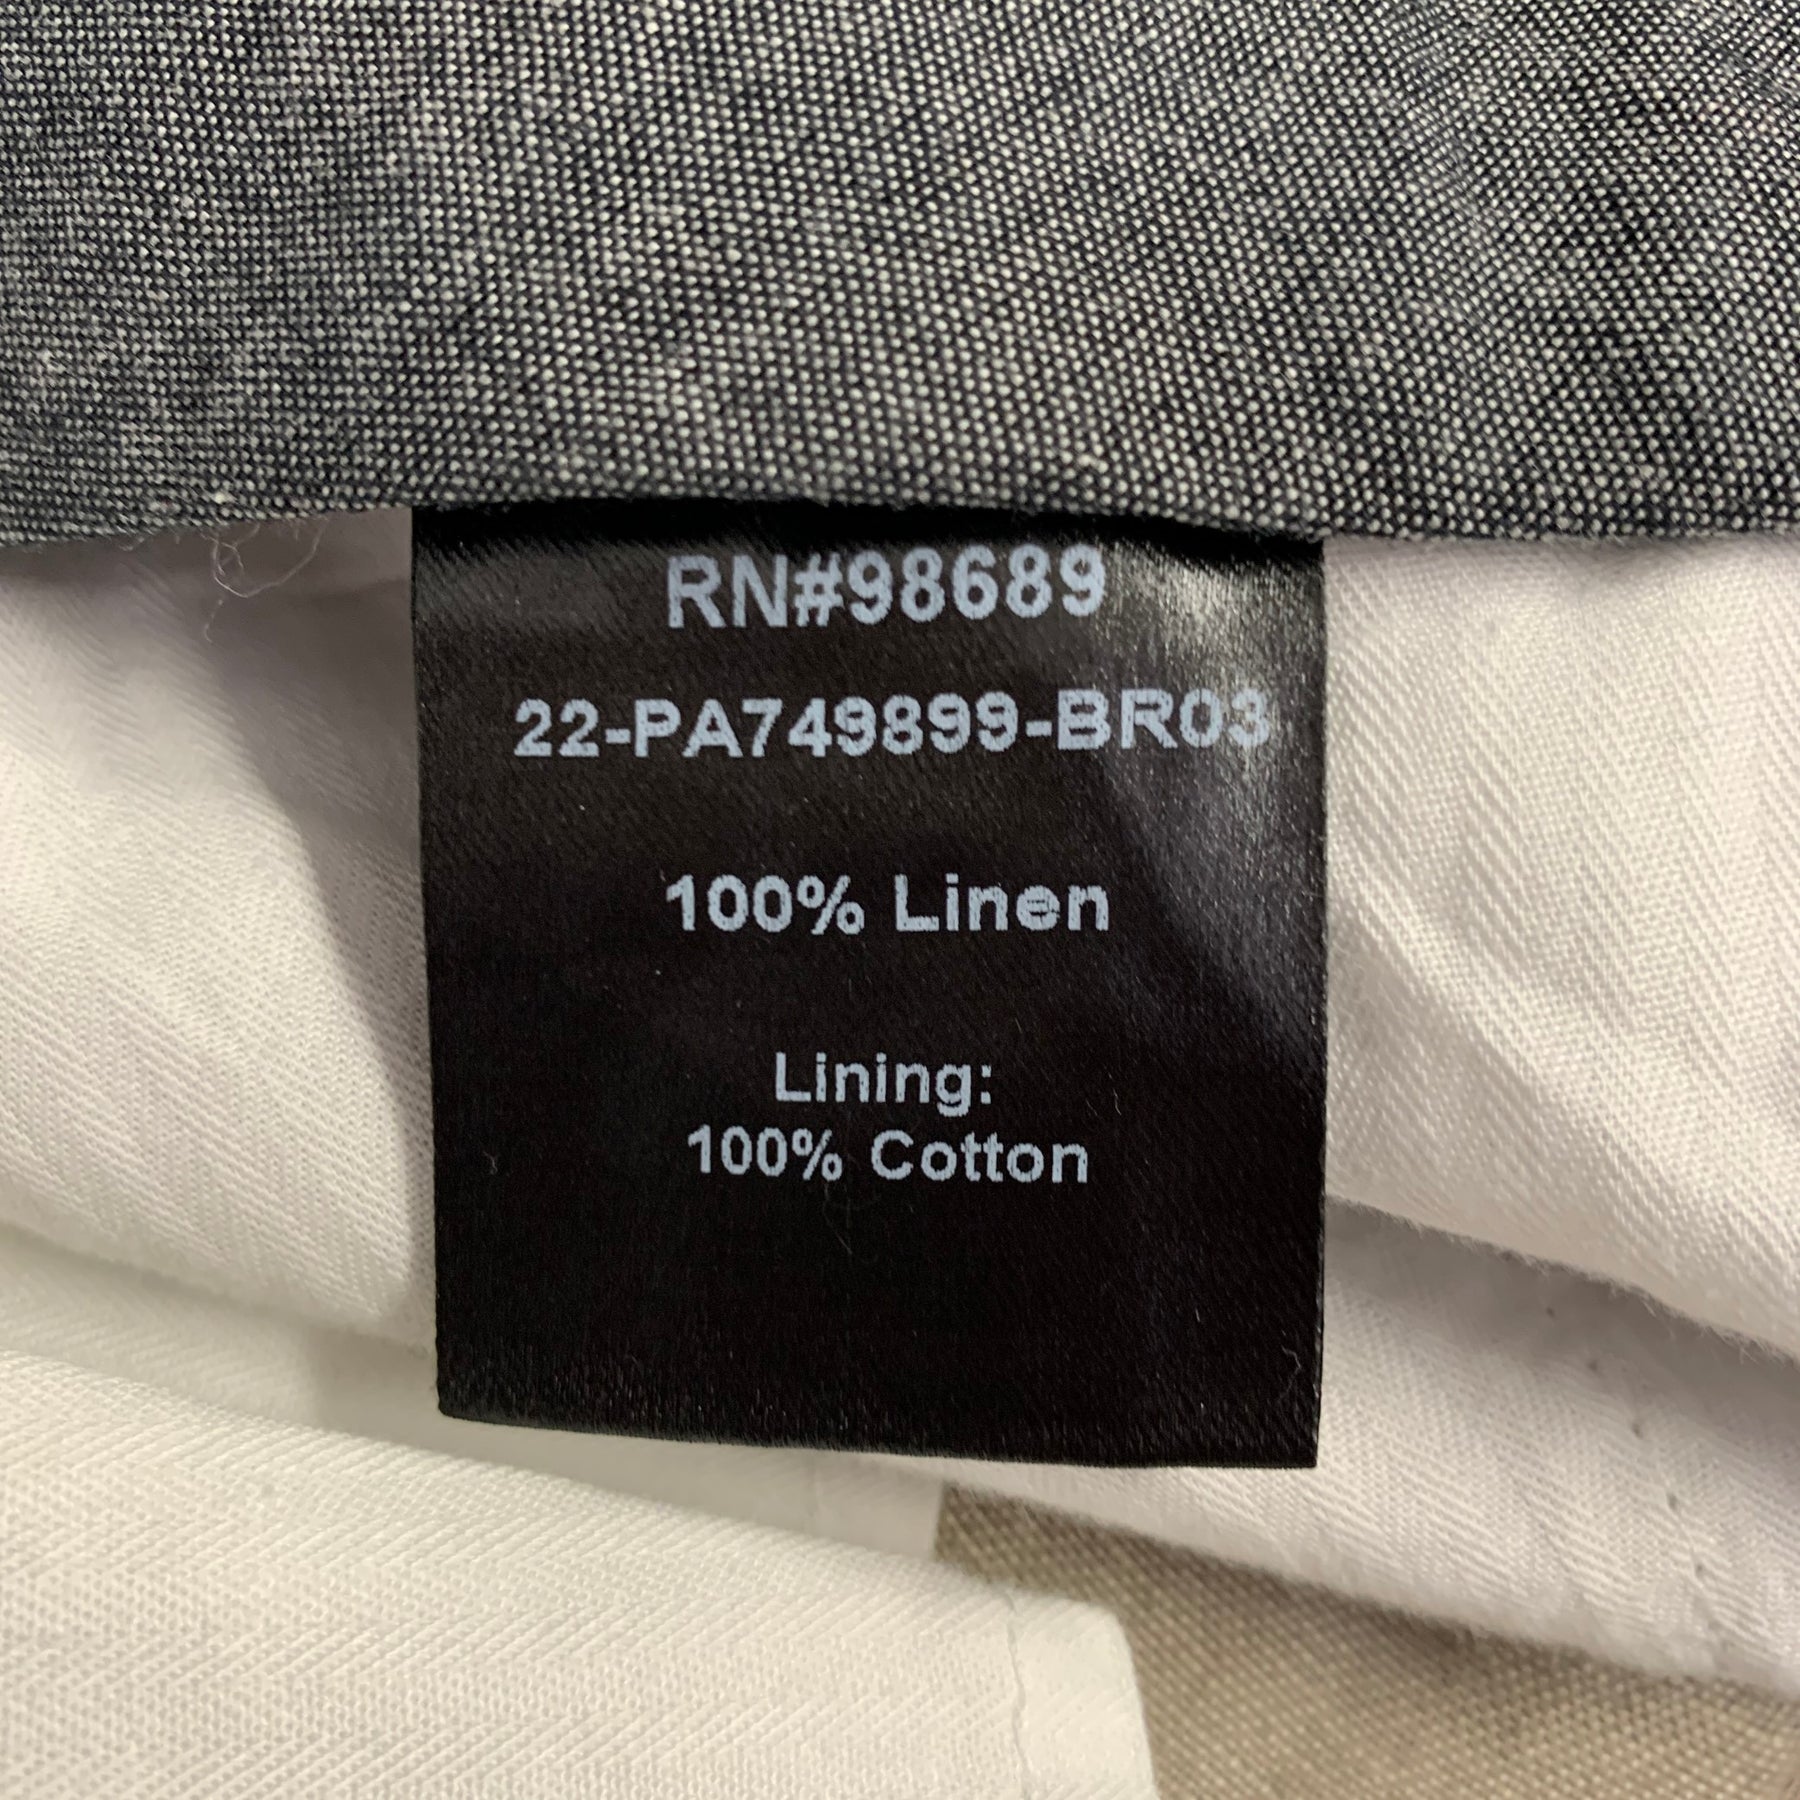 RN#98689
22-PA749899-BR03
100% Linen
Lining:
100% Cotton